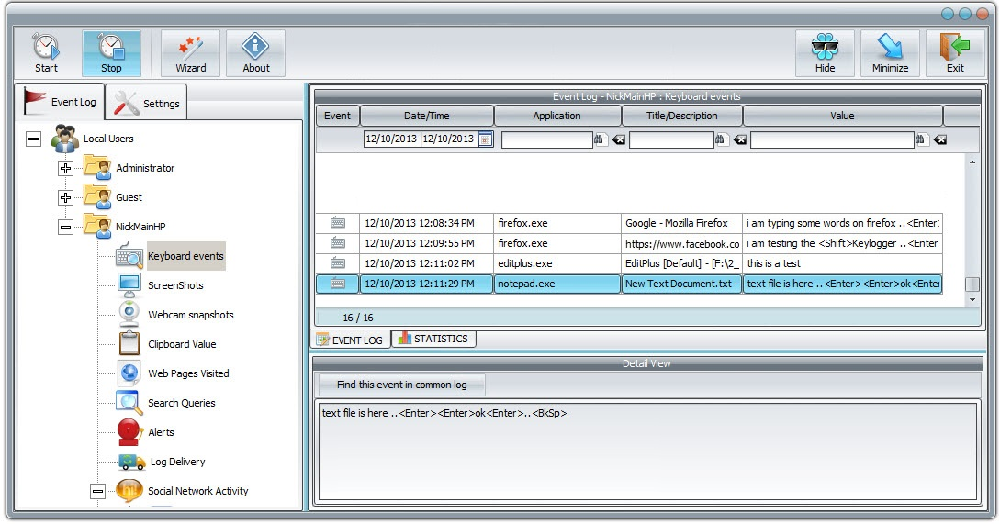 Start Stop Wizard About Hide Minimize Exit
Event Log Settings
Local Users
Administrator
Guest
NickMainHP
Keyboard events
ScreenShots
Webcam snapshots
Clipboard Value
Web Pages Visited
Search Queries
Alerts
Log Delivery
Social Network Activity
Event Log - NickMainHP : Keyboard events
Event Date/Time Application Title/Description Value
12/10/2013 12/10/2013
12/10/2013 12:08:34 PM firefox.exe Google - Mozilla Firefox i am typing some words on firefox ..<Enter:
12/10/2013 12:09:55 PM firefox.exe https://www.facebook.co i am testing the <Shift>Keylogger ..<Enter
12/10/2013 12:11:02 PM editplus.exe EditPlus [Default] - [F:\2_ this is a test
12/10/2013 12:11:29 PM notepad.exe New Text Document.txt - text file is here ..<Enter><Enter>ok<Enter
16 / 16
EVENT LOG STATISTICS
Detail View
Find this event in common log
text file is here ..<Enter><Enter>ok<Enter>..<BkSp>